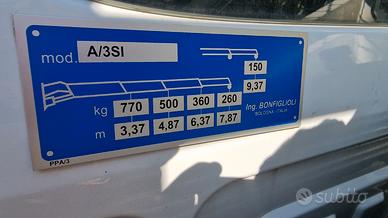 mod. A/3SI
150
9,37
kg 770 500 360 260
m 3,37 4,87 6,37 7,87
Ing. BONFIGLIOLI
BOLOGNA - ITALIA
PPA/3
subito